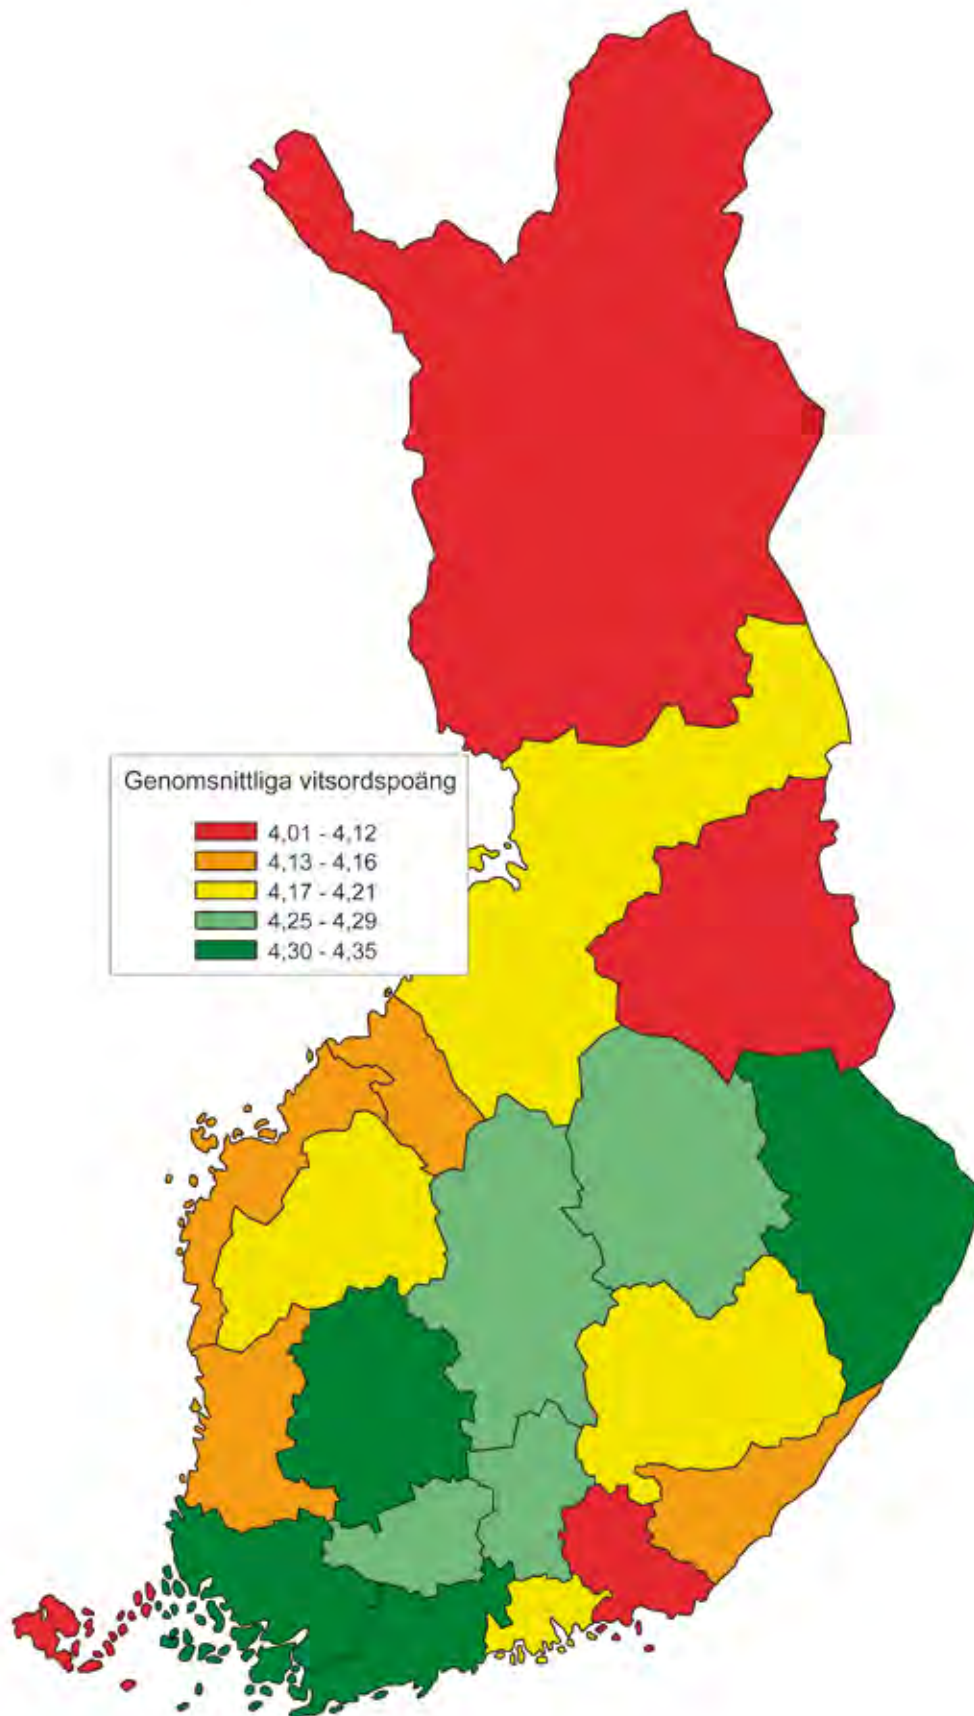 Genomsnittliga vitsordspoäng
4,01 - 4,12
4,13 - 4,16
4,17 - 4,21
4,25 - 4,29
4,30 - 4,35